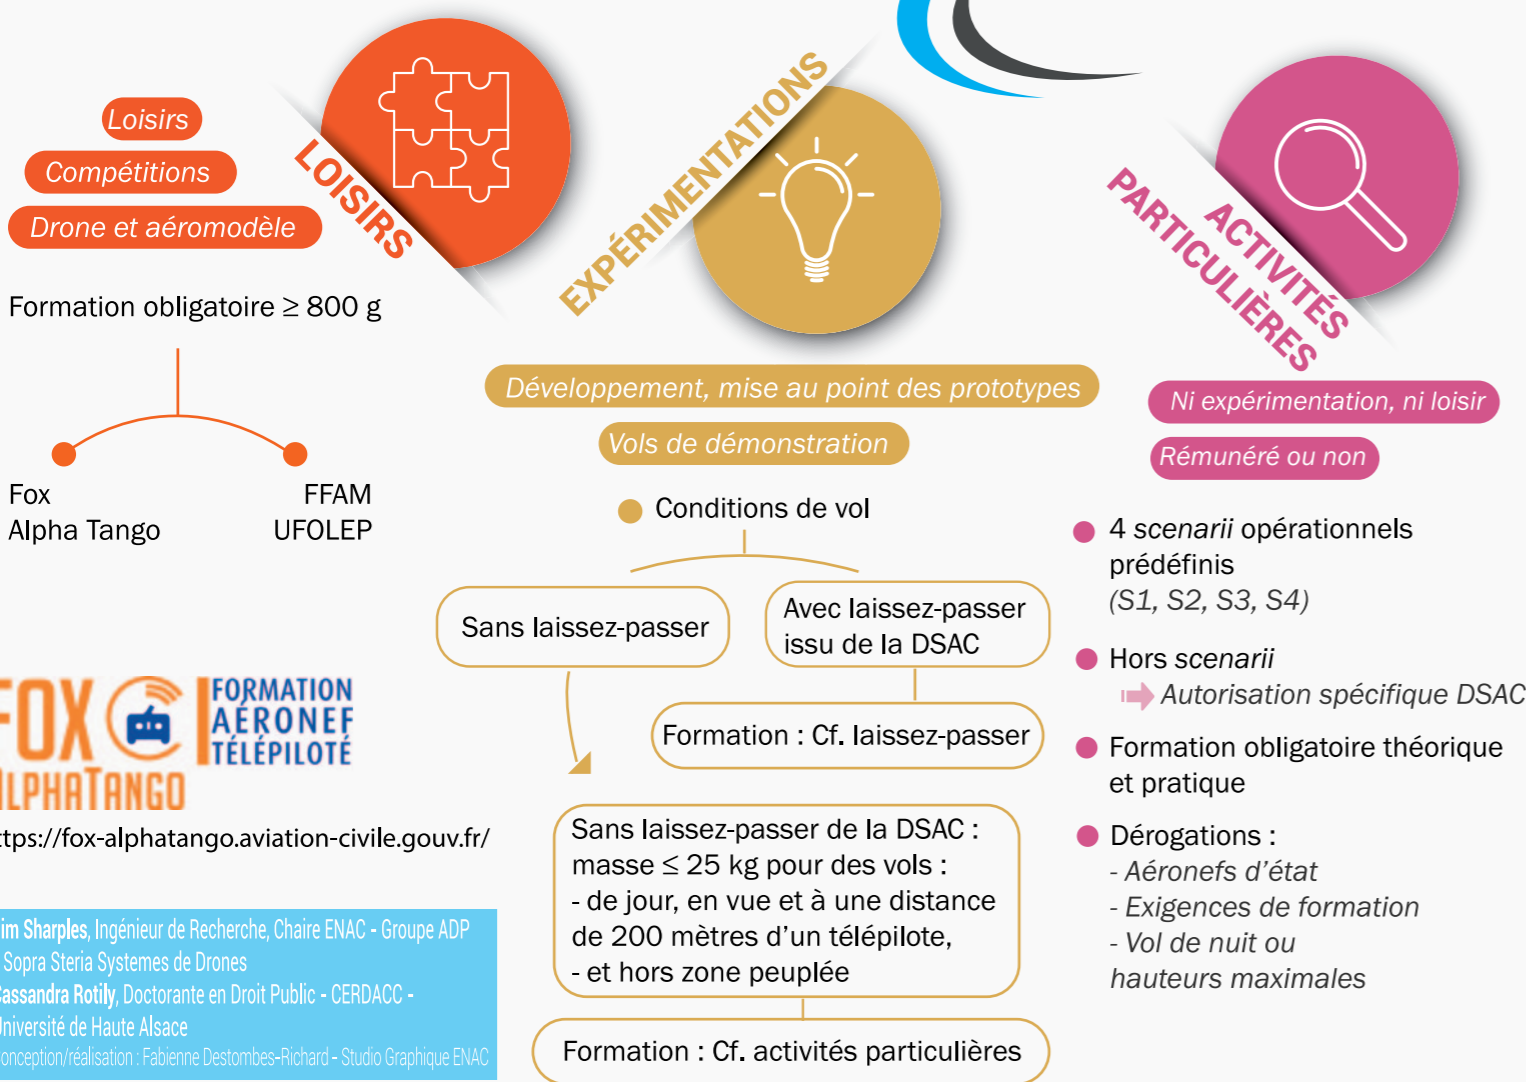 Loisirs
Compétitions
Drone et aéromodèle
LOISIRS
Formation obligatoire ≥ 800 g
Fox
Alpha Tango
FFAM
UFOLEP
FOX
ALPHATANGO
FORMATION
AÉRONEF
TÉLÉPILOTÉ
ttps://fox-alphatango.aviation-civile.gouv.fr/
im Sharples, Ingénieur de Recherche, Chaire ENAC - Groupe ADP
Sopra Steria Systemes de Drones
Cassandra Rotily, Doctorante en Droit Public - CERDACC -
Université de Haute Alsace
onception/réalisation : Fabienne Destombes-Richard - Studio Graphique ENAC
EXPÉRIMENTATIONS
Développement, mise au point des prototypes
Vols de démonstration
Conditions de vol
Sans laissez-passer
Avec laissez-passer
issu de la DSAC
Formation : Cf. laissez-passer
Sans laissez-passer de la DSAC :
masse ≤ 25 kg pour des vols :
- de jour, en vue et à une distance
de 200 mètres d'un télépilote,
- et hors zone peuplée
Formation : Cf. activités particulières
ACTIVITÉS
PARTICULIÈRES
Ni expérimentation, ni loisir
Rémunéré ou non
4 scenarii opérationnels
prédéfinis
(S1, S2, S3, S4)
Hors scenarii
Autorisation spécifique DSAC
Formation obligatoire théorique
et pratique
Dérogations :
- Aéronefs d'état
- Exigences de formation
- Vol de nuit ou
hauteurs maximales